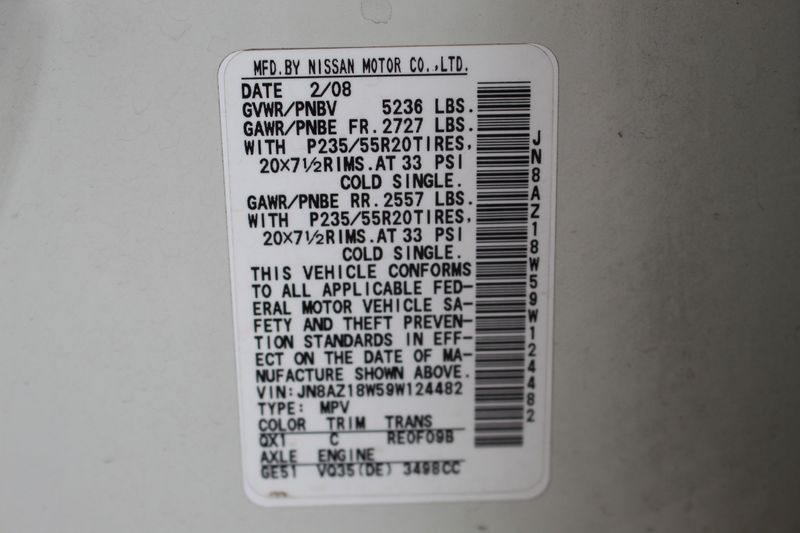 MFD.BY NISSAN MOTOR CO.,LTD.
DATE 2/08
GVWR/PNBV 5236 LBS.
GAWR/PNBE FR.2727 LBS.
WITH P235/55R20TIRES,
20×7½RIMS.AT 33 PSI
COLD SINGLE.
GAWR/PNBE RR.2557 LBS.
WITH P235/55R20TIRES,
20×7½RIMS.AT 33 PSI
COLD SINGLE.
THIS VEHICLE CONFORMS
TO ALL APPLICABLE FED-
ERAL MOTOR VEHICLE SA-
FETY AND THEFT PREVEN-
TION STANDARDS IN EFF-
ECT ON THE DATE OF MA-
NUFACTURE SHOWN ABOVE.
VIN:JN8AZ18W59W124482
TYPE: MPV
COLOR TRIM TRANS
QX1 C RE0F09B
AXLE ENGINE
GE51 VQ35(DE) 3498CC
JN8AZ18W59W124482